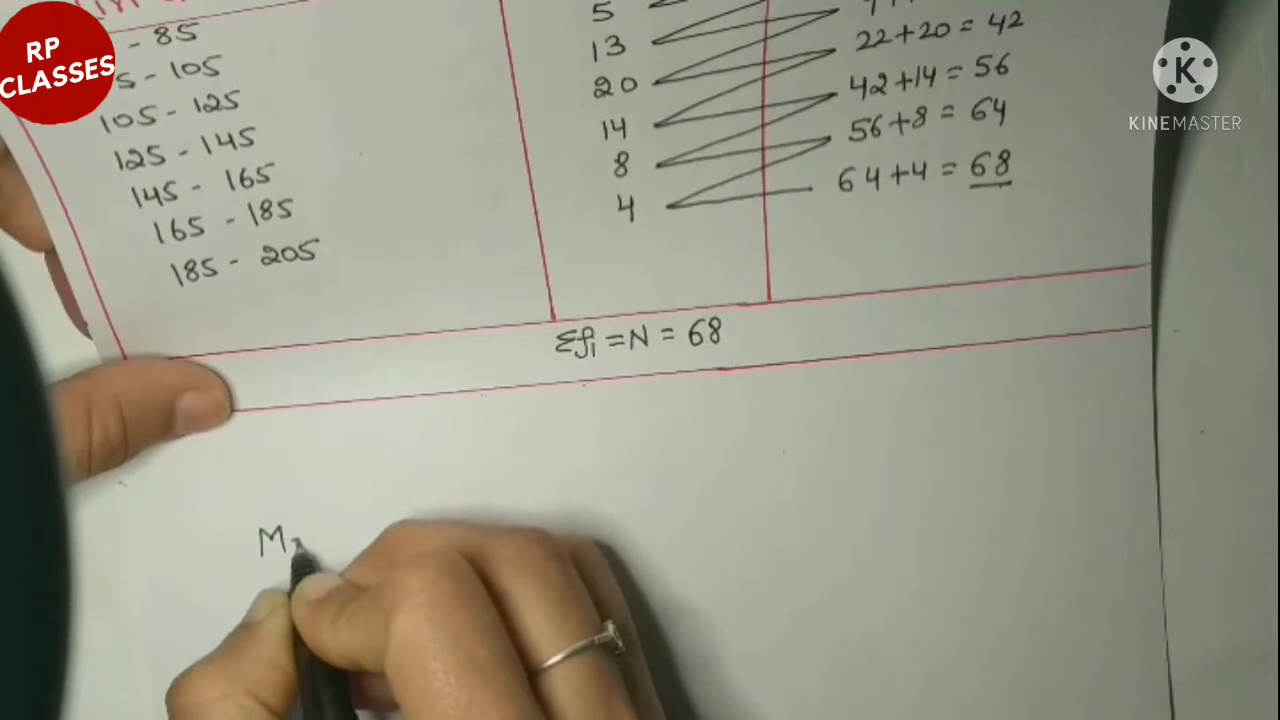 RP
CLASSES
- 85
5 - 105
105 - 125
125 - 145
145 - 165
165 - 185
185 - 205
5
13
20
14
8
4
22+20 = 42
42+14 = 56
56+8 = 64
64+4 = 68
Σfi = N = 68
M
K
KINEMASTER